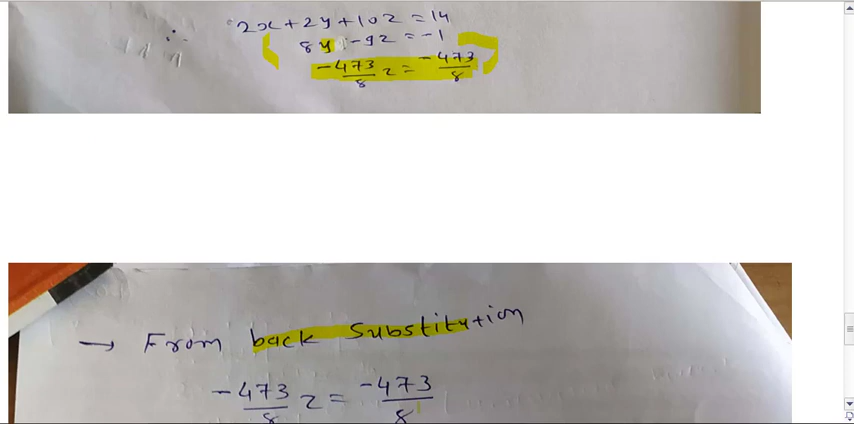 2x+2y+10z=14
8y-9z=-1
-473/8 z = -473/8
→ From back Substitution
-473/8 z = -473/8